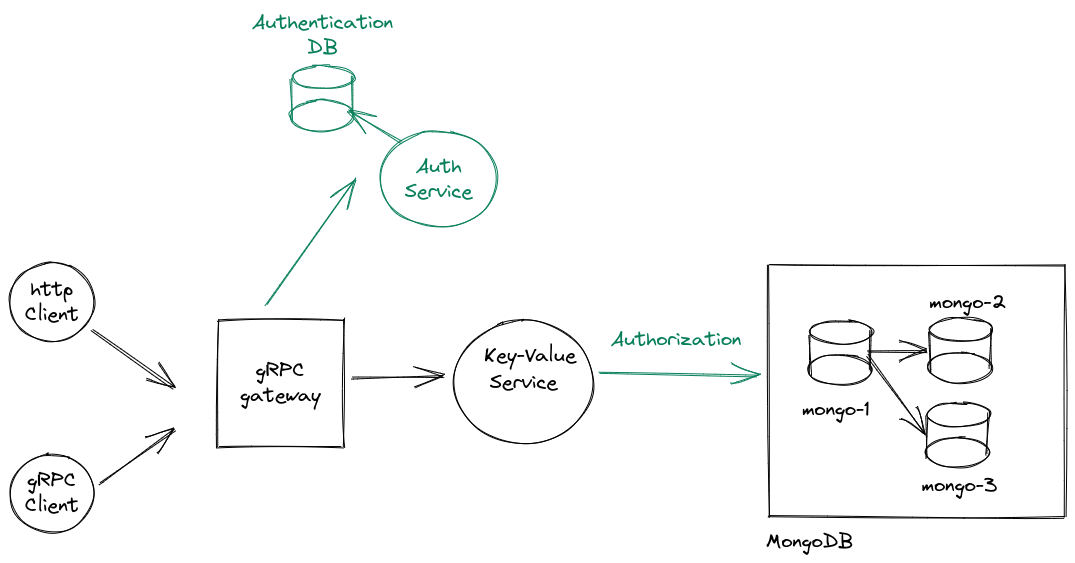 Authentication
DB
Auth
Service
http
Client
gRPC
Client
gRPC
gateway
Key-Value
Service
Authorization
mongo-1
mongo-2
mongo-3
MongoDB